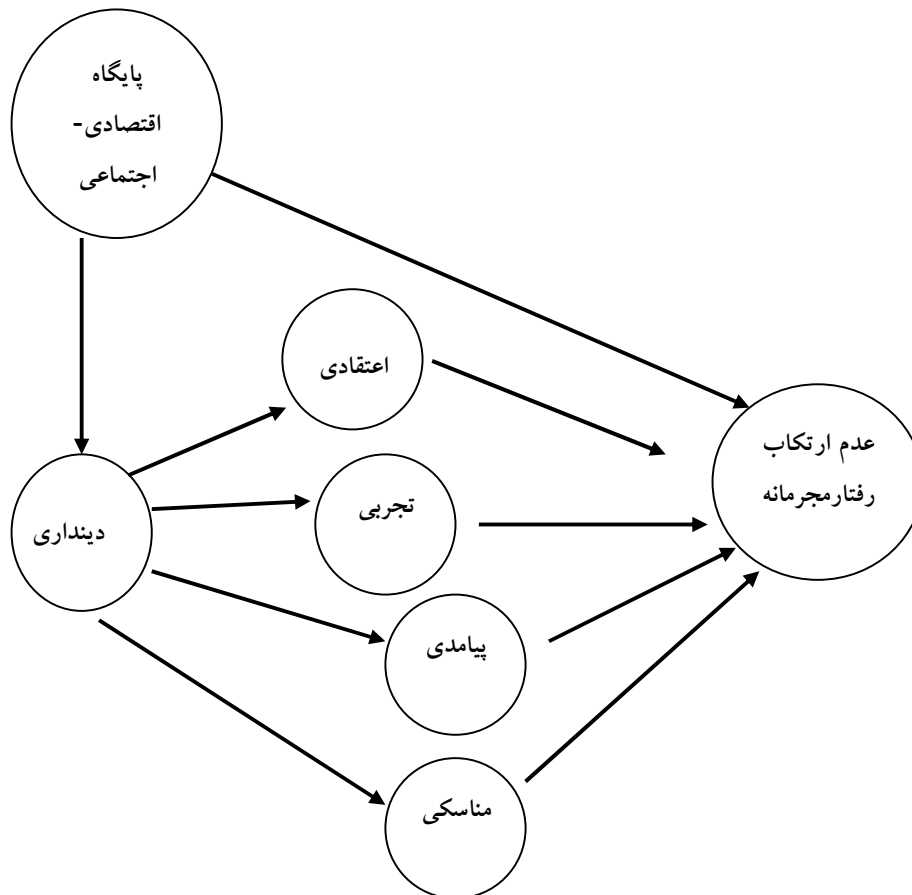 پایگاه
اقتصادی-
اجتماعی
اعتقادی
عدم ارتکاب
رفتارمجرمانه
تجربی
دینداری
پیامدی
مناسکی